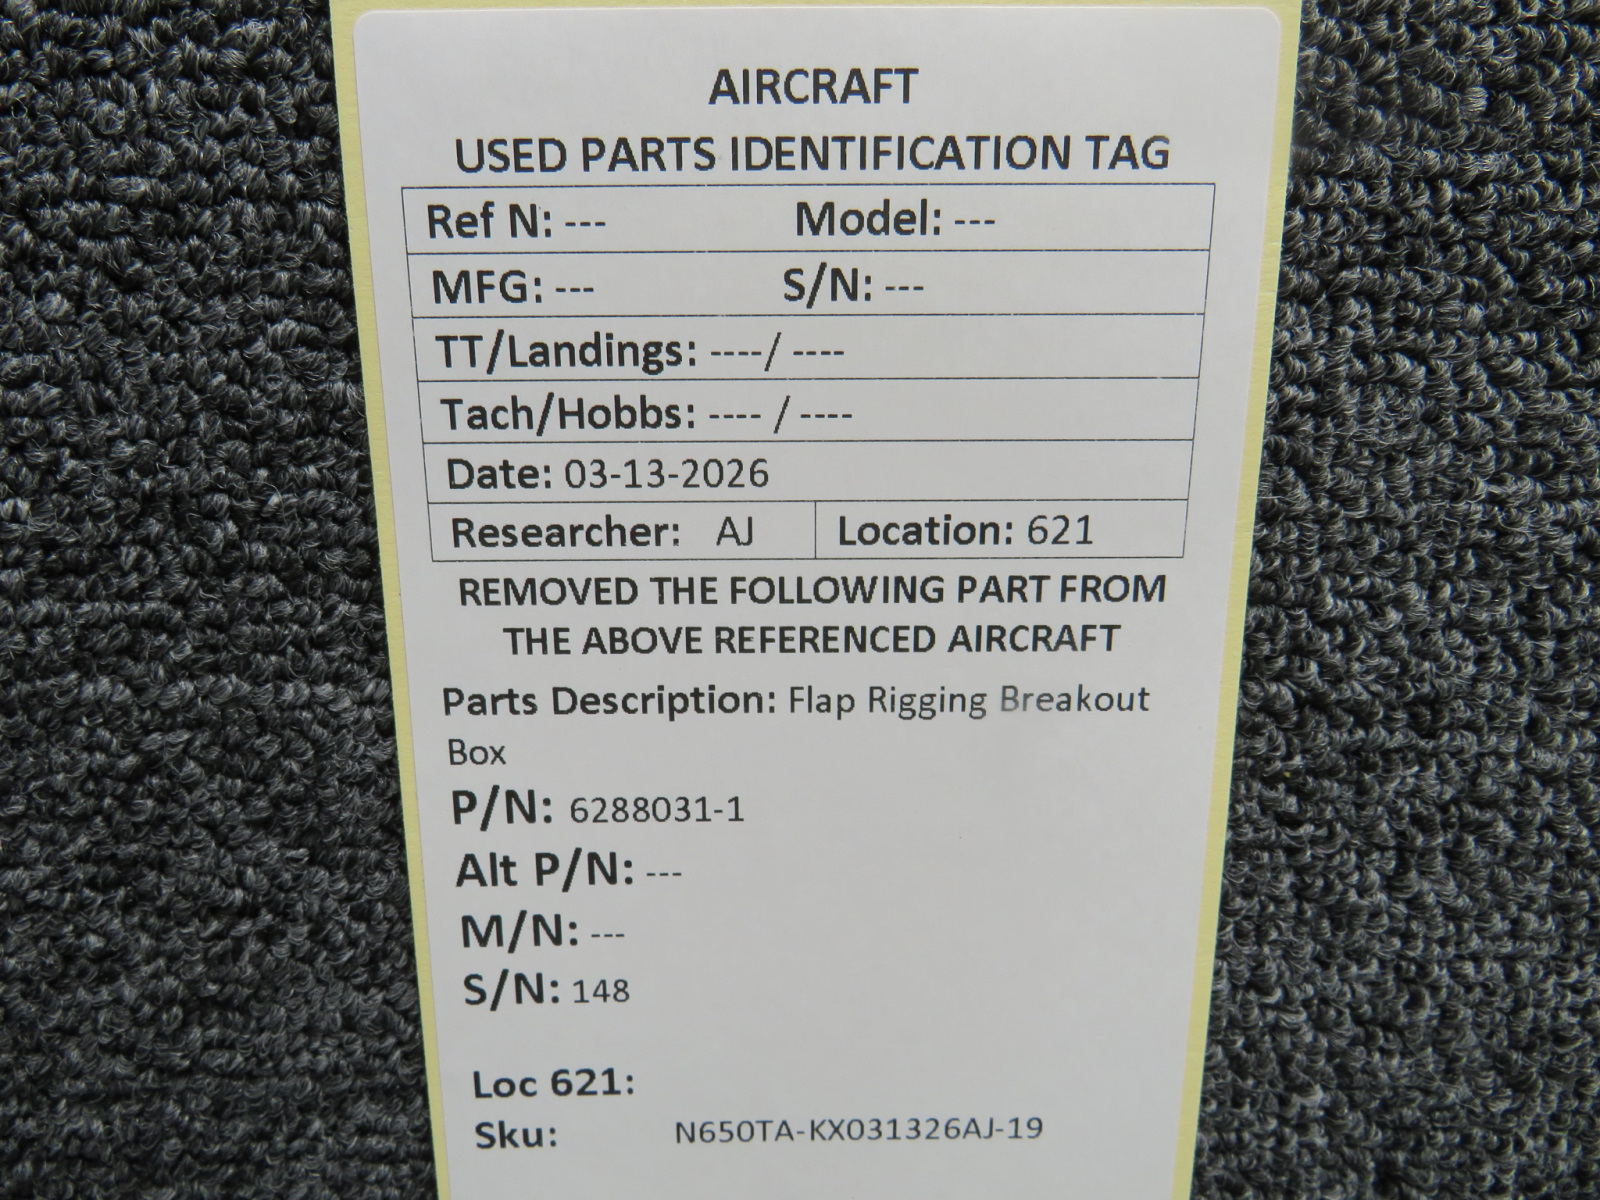 AIRCRAFT
USED PARTS IDENTIFICATION TAG
Ref N: --- Model: ---
MFG: --- S/N: ---
TT/Landings: ----/ ----
Tach/Hobbs: ---- / ----
Date: 03-13-2026
Researcher: AJ Location: 621
REMOVED THE FOLLOWING PART FROM
THE ABOVE REFERENCED AIRCRAFT
Parts Description: Flap Rigging Breakout
Box
P/N: 6288031-1
Alt P/N: ---
M/N: ---
S/N: 148
Loc 621:
Sku: N650TA-KX031326AJ-19